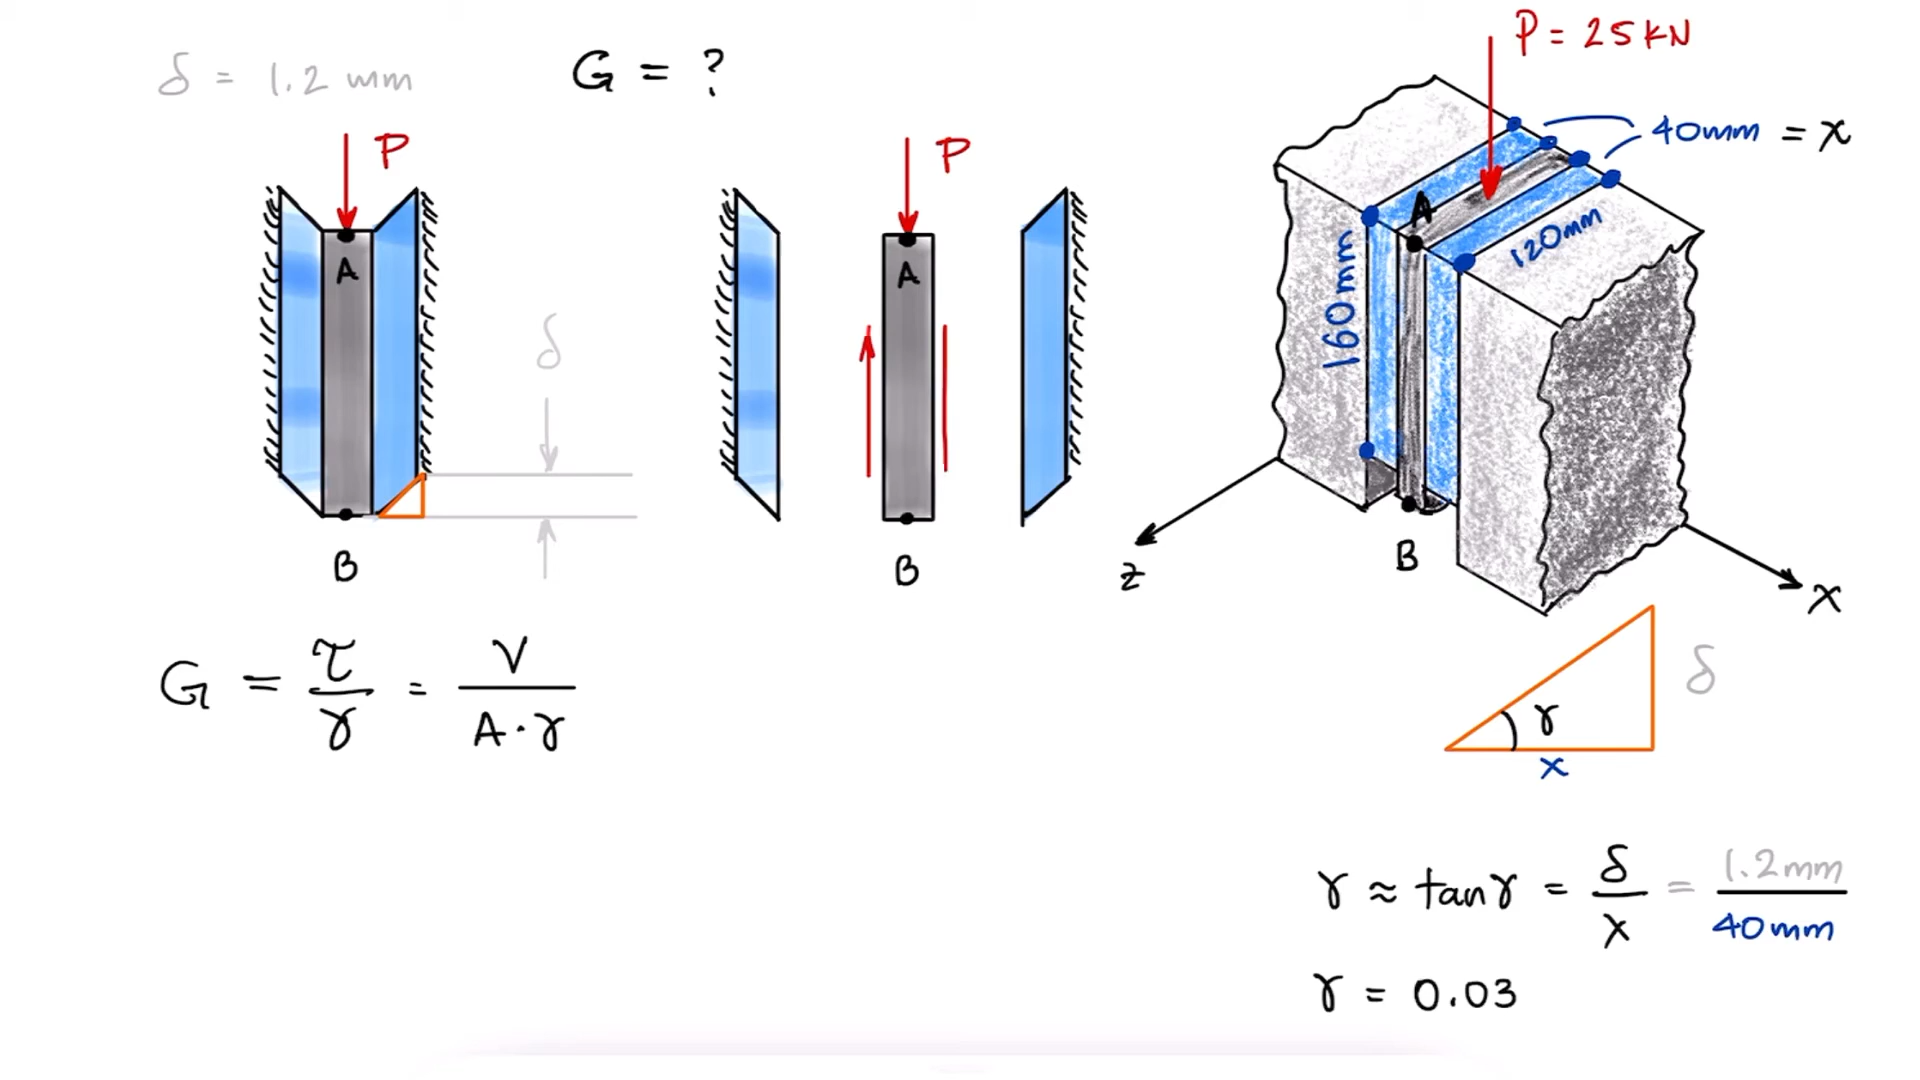 δ = 1.2 mm
G = ?
P = 25 kN
40mm = x
P
A
B
δ
P
A
B
A
160mm
120mm
B
z
x
G = τ / γ = V / A · γ
δ
γ
x
γ ≈ tan γ = δ / x = 1.2mm / 40mm
γ = 0.03